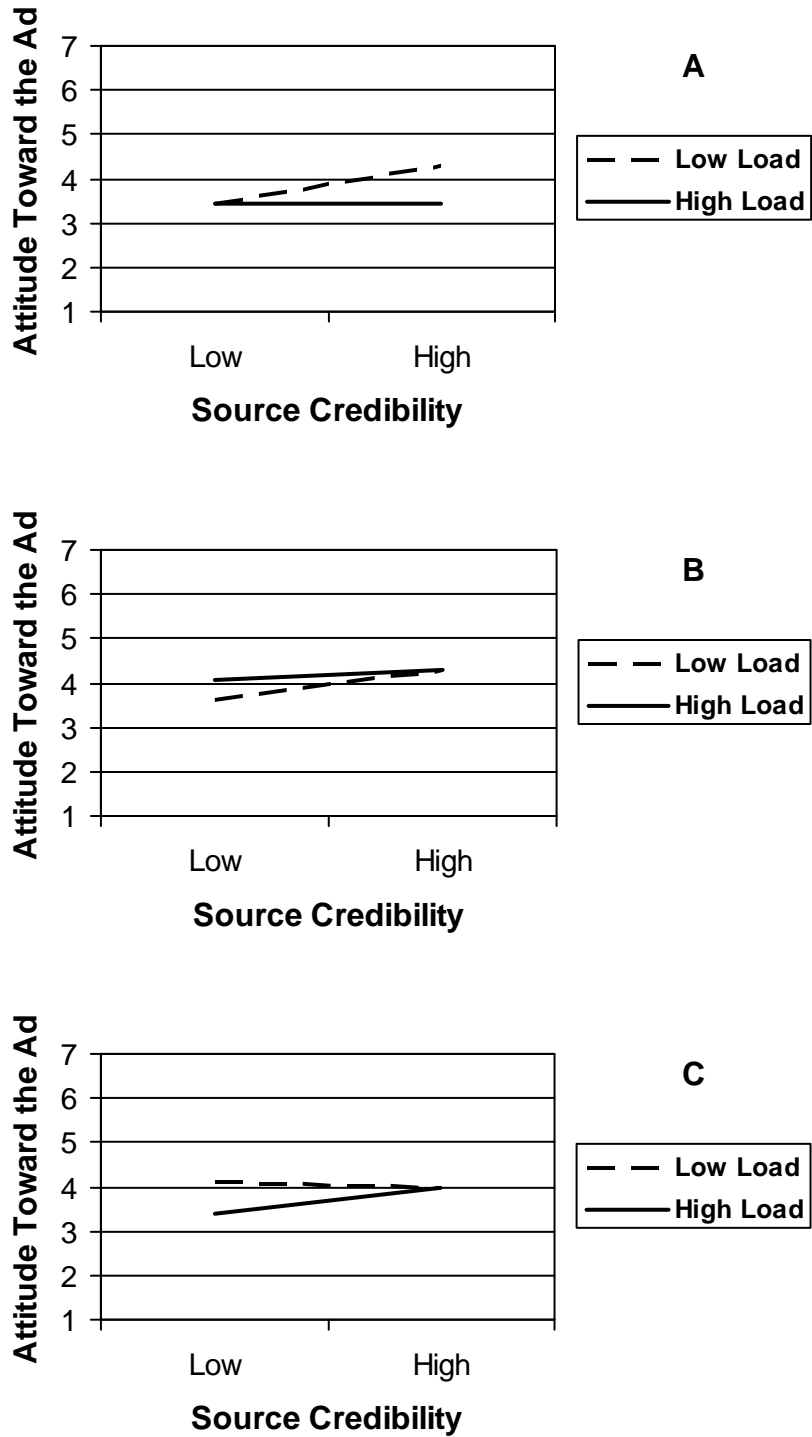 Attitude Toward the Ad
7
6
5
4
3
2
1
Low
High
Source Credibility
A
Low Load
High Load
Attitude Toward the Ad
7
6
5
4
3
2
1
Low
High
Source Credibility
B
Low Load
High Load
Attitude Toward the Ad
7
6
5
4
3
2
1
Low
High
Source Credibility
C
Low Load
High Load